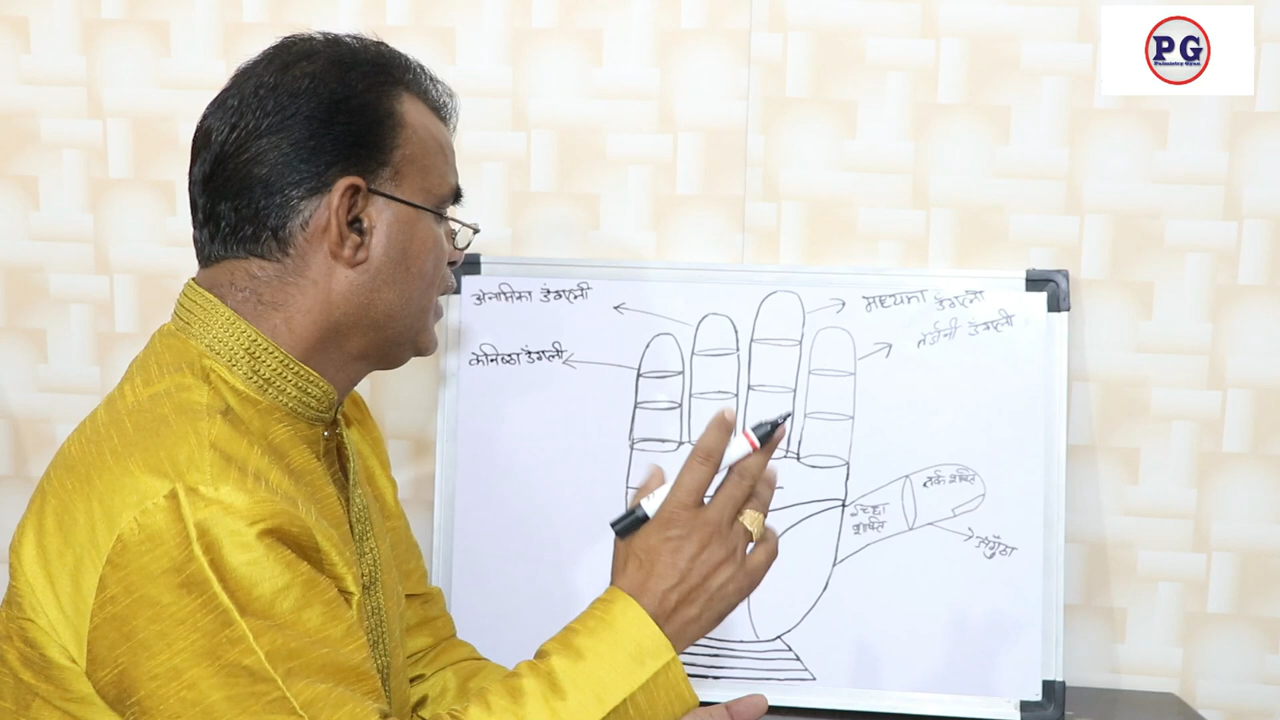 PG
Palmistry Gyan
अनामिका उंगली
मध्यमा उंगली
तर्जनी उंगली
कनिष्ठा उंगली
तर्क शक्ति
इच्छा
शक्ति
अंगुँठा